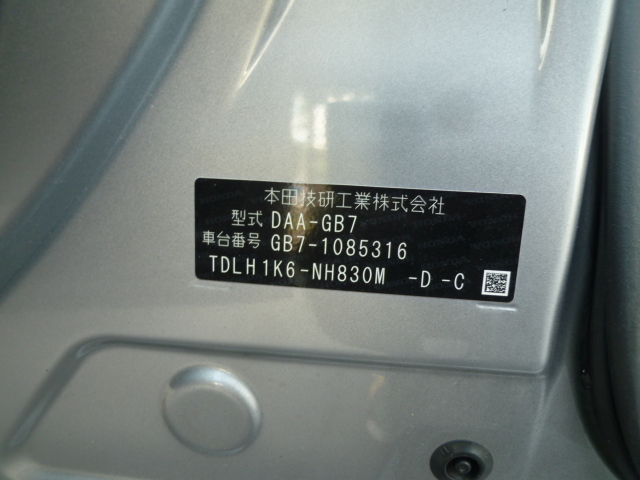 本田技研工業株式会社
型式 DAA-GB7
車台番号 GB7-1085316
TDLH1K6-NH830M -D -C